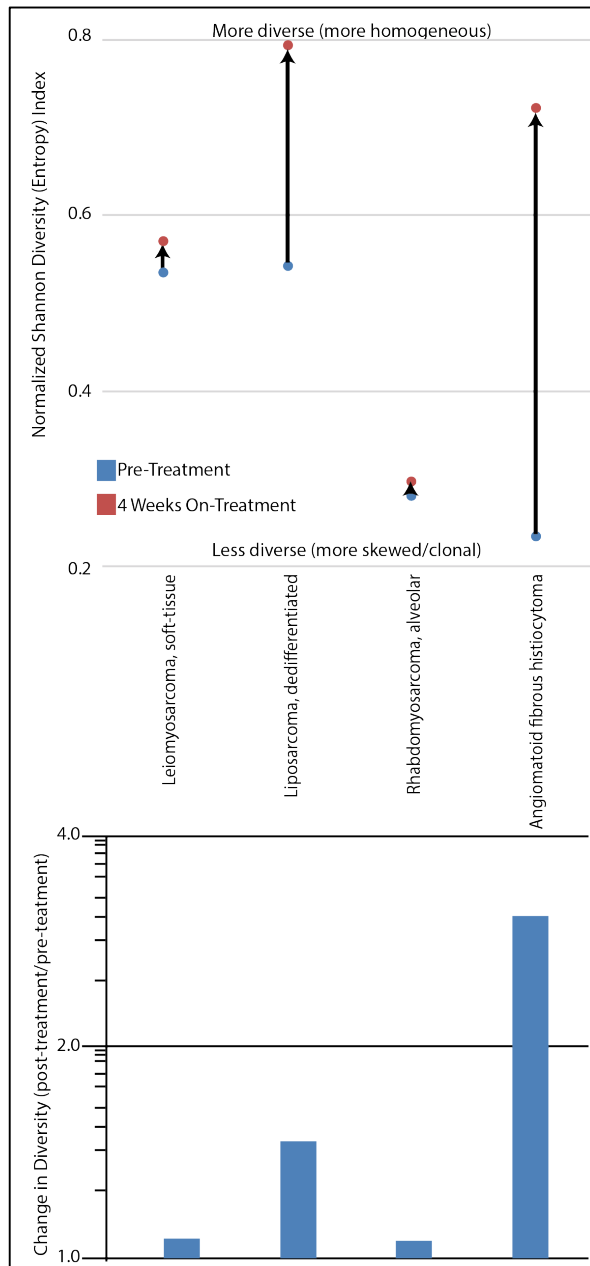 More diverse (more homogeneous)
Normalized Shannon Diversity (Entropy) Index
0.8
0.6
0.4
0.2
Pre-Treatment
4 Weeks On-Treatment
Less diverse (more skewed/clonal)
Leiomyosarcoma, soft-tissue
Liposarcoma, dedifferentiated
Rhabdomyosarcoma, alveolar
Angiomatoid fibrous histiocytoma
Change in Diversity (post-treatment/pre-teatment)
4.0
2.0
1.0